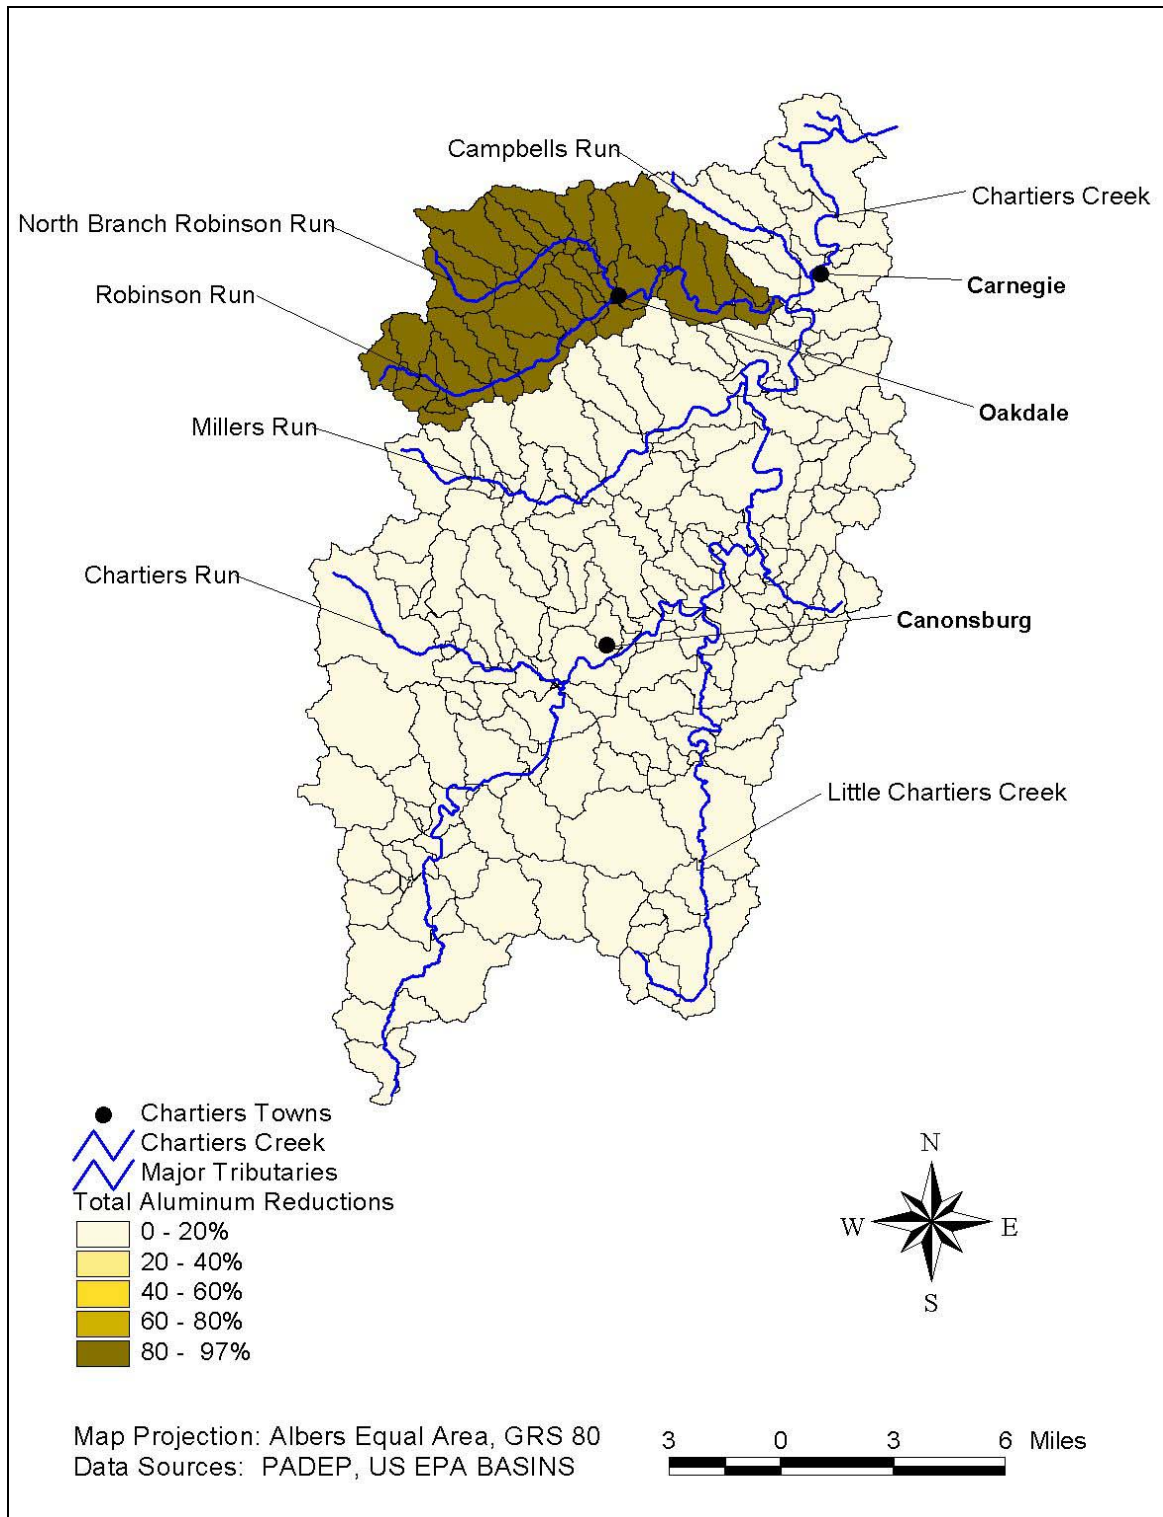 Campbells Run
Chartiers Creek
North Branch Robinson Run
Carnegie
Robinson Run
Oakdale
Millers Run
Chartiers Run
Canonsburg
Little Chartiers Creek
Chartiers Towns
Chartiers Creek
Major Tributaries
Total Aluminum Reductions
0 - 20%
20 - 40%
40 - 60%
60 - 80%
80 - 97%
N
W E
S
Map Projection: Albers Equal Area, GRS 80
Data Sources: PADEP, US EPA BASINS
3 0 3 6 Miles